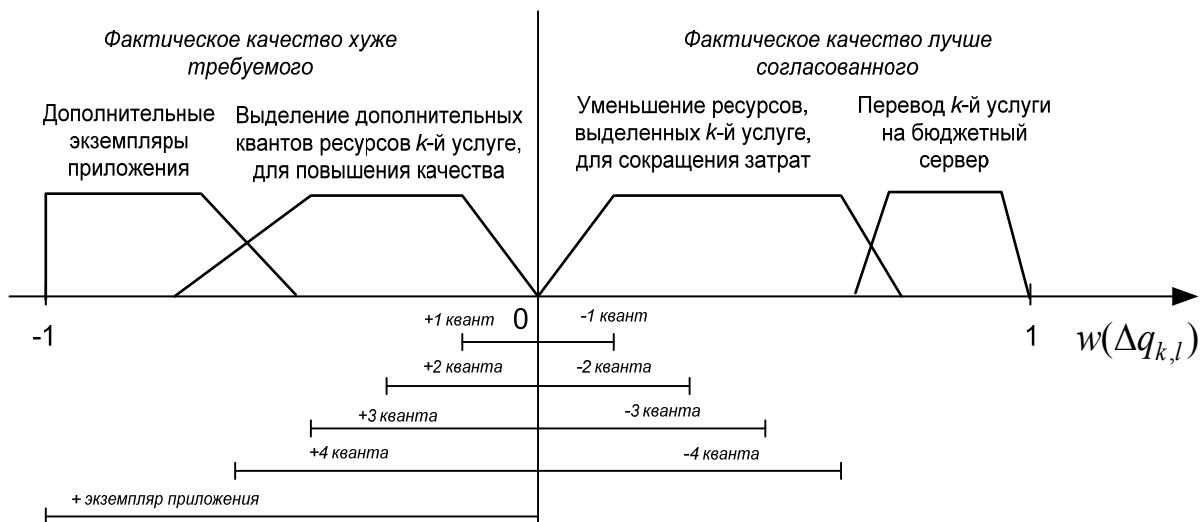 Фактическое качество хуже
требуемого
Фактическое качество лучше
согласованного
Дополнительные
экземпляры
приложения
Выделение дополнительных
квантов ресурсов k-й услуге,
для повышения качества
Уменьшение ресурсов,
выделенных k-й услуге,
для сокращения затрат
Перевод k-й услуги
на бюджетный
сервер
-1
0
1
w(Δq_{k,l})
+1 квант
-1 квант
+2 кванта
-2 кванта
+3 кванта
-3 кванта
+4 кванта
-4 кванта
+ экземпляр приложения